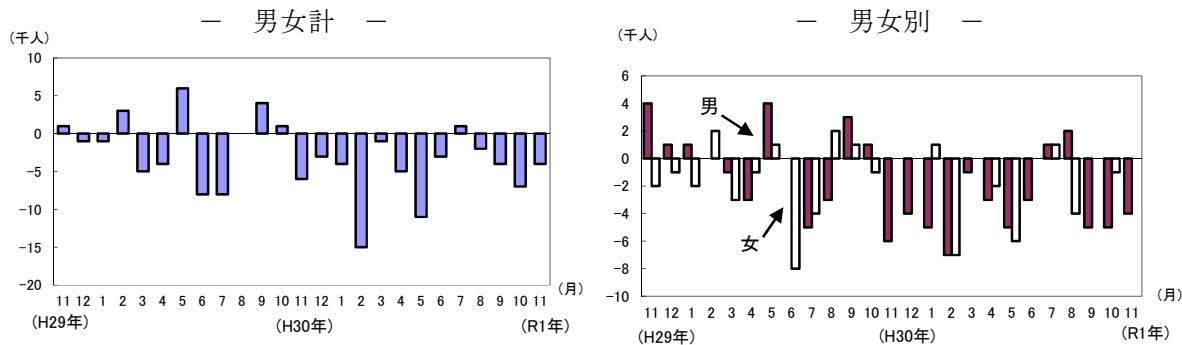 － 男女計 －
（千人）
10
5
0
−5
−10
−15
−20
11 12 1 2 3 4 5 6 7 8 9 10 11 12 1 2 3 4 5 6 7 8 9 10 11
（月）
（H29年）
（H30年）
（R1年）
－ 男女別 －
（千人）
6
4
2
0
−2
−4
−6
−8
−10
男
女
11 12 1 2 3 4 5 6 7 8 9 10 11 12 1 2 3 4 5 6 7 8 9 10 11
（月）
（H29年）
（H30年）
（R1年）